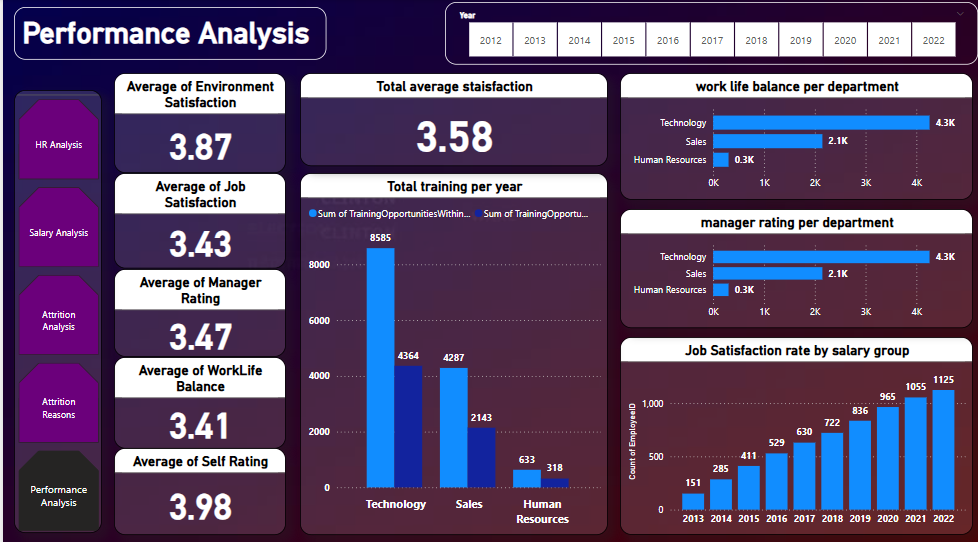 Performance Analysis
Year
2012 2013 2014 2015 2016 2017 2018 2019 2020 2021 2022
HR Analysis
Salary Analysis
Attrition
Analysis
Attrition
Reasons
Performance
Analysis
Average of Environment
Satisfaction
3.87
Average of Job
Satisfaction
3.43
Average of Manager
Rating
3.47
Average of WorkLife
Balance
3.41
Average of Self Rating
3.98
Total average staisfaction
3.58
Total training per year
Sum of TrainingOpportunitiesWithin... Sum of TrainingOpportu...
8585
8000
6000
4364 4287
4000
2143
2000
633 318
0
Technology Sales Human
Resources
work life balance per department
Technology 4.3K
Sales 2.1K
Human Resources 0.3K
0K 1K 2K 3K 4K
manager rating per department
Technology 4.3K
Sales 2.1K
Human Resources 0.3K
0K 1K 2K 3K 4K
Job Satisfaction rate by salary group
Count of EmployeeID
1,000
500
0
151 285 411 529 630 722 836 965 1055 1125
2013 2014 2015 2016 2017 2018 2019 2020 2021 2022